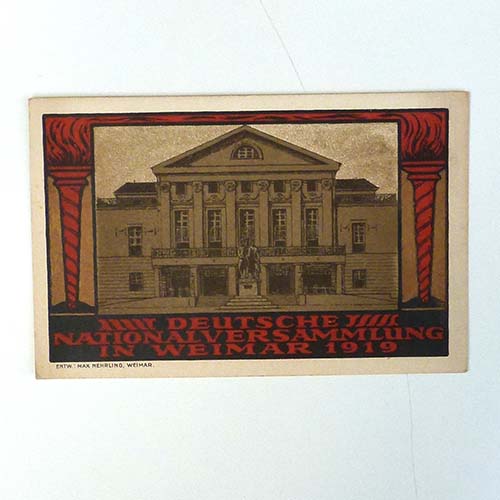 DEUTSCHE
NATIONALVERSAMMLUNG
IN WEIMAR 1919
ENTW.: MAX NEHRLING, WEIMAR.